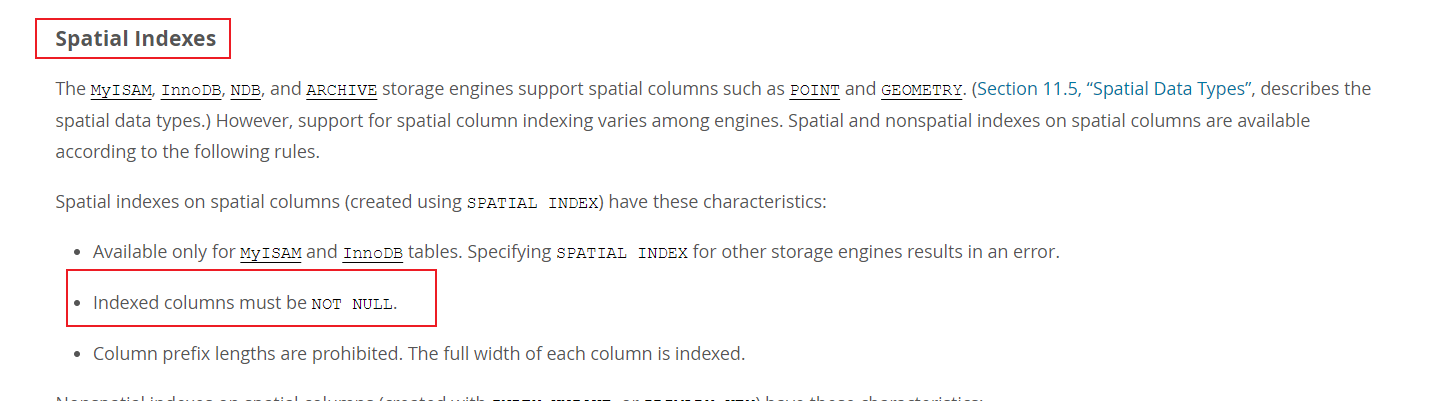 Spatial Indexes
The MyISAM, InnoDB, NDB, and ARCHIVE storage engines support spatial columns such as POINT and GEOMETRY. (Section 11.5, “Spatial Data Types”, describes the
spatial data types.) However, support for spatial column indexing varies among engines. Spatial and nonspatial indexes on spatial columns are available
according to the following rules.
Spatial indexes on spatial columns (created using SPATIAL INDEX) have these characteristics:
• Available only for MyISAM and InnoDB tables. Specifying SPATIAL INDEX for other storage engines results in an error.
• Indexed columns must be NOT NULL.
• Column prefix lengths are prohibited. The full width of each column is indexed.